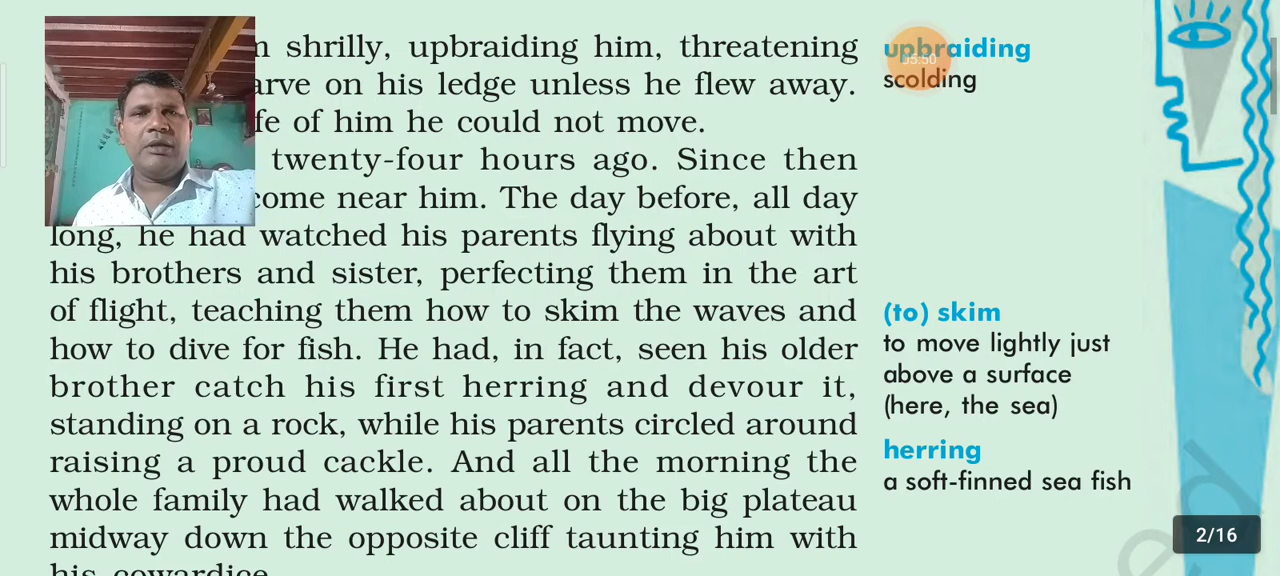 shrilly, upbraiding him, threatening
on his ledge unless he flew away.
of him he could not move.
twenty-four hours ago. Since then
come near him. The day before, all day
long, he had watched his parents flying about with
his brothers and sister, perfecting them in the art
of flight, teaching them how to skim the waves and
how to dive for fish. He had, in fact, seen his older
brother catch his first herring and devour it,
standing on a rock, while his parents circled around
raising a proud cackle. And all the morning the
whole family had walked about on the big plateau
midway down the opposite cliff taunting him with
his cowardice
upbraiding
scolding
05:50
(to) skim
to move lightly just
above a surface
(here, the sea)
herring
a soft-finned sea fish
2/16